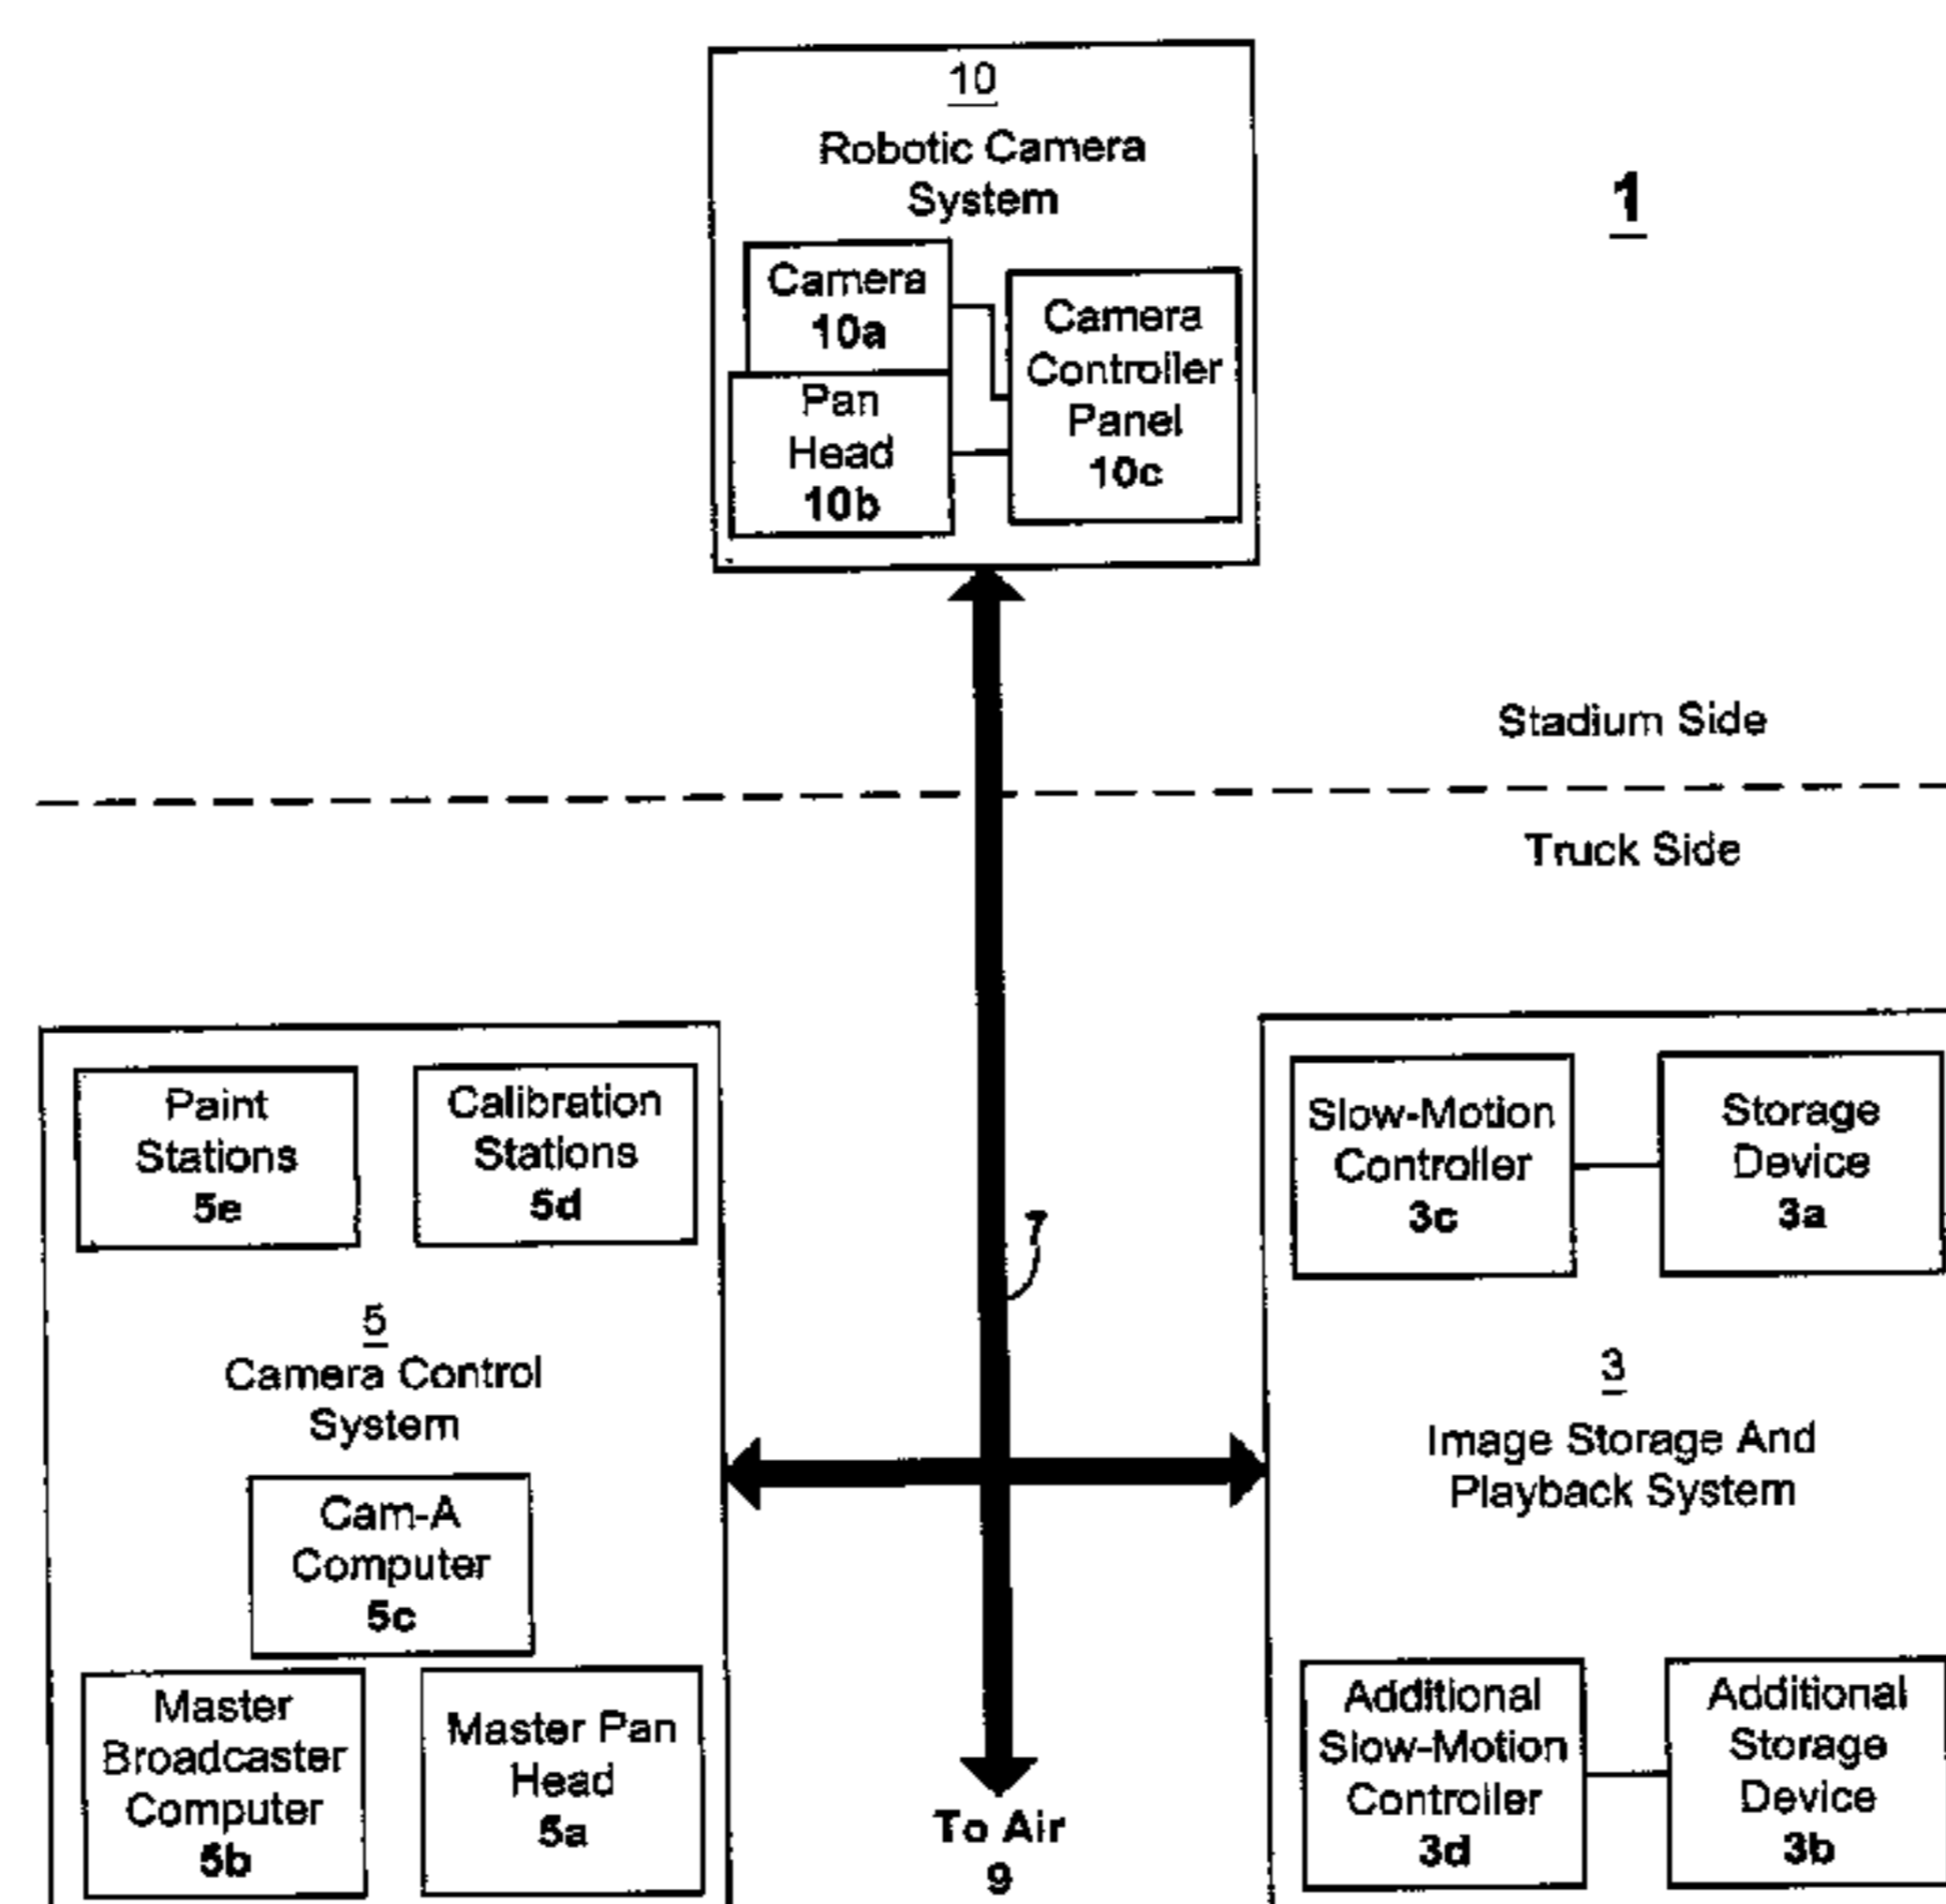 10
Robotic Camera
System
1
Camera
10a
Pan
Head
10b
Camera
Controller
Panel
10c
Stadium Side
Truck Side
Paint
Stations
5e
Calibration
Stations
5d
5
Camera Control
System
Cam-A
Computer
5c
Master
Broadcaster
Computer
5b
Master Pan
Head
5a
7
To Air
9
Slow-Motion
Controller
3c
Storage
Device
3a
3
Image Storage And
Playback System
Additional
Slow-Motion
Controller
3d
Additional
Storage
Device
3b